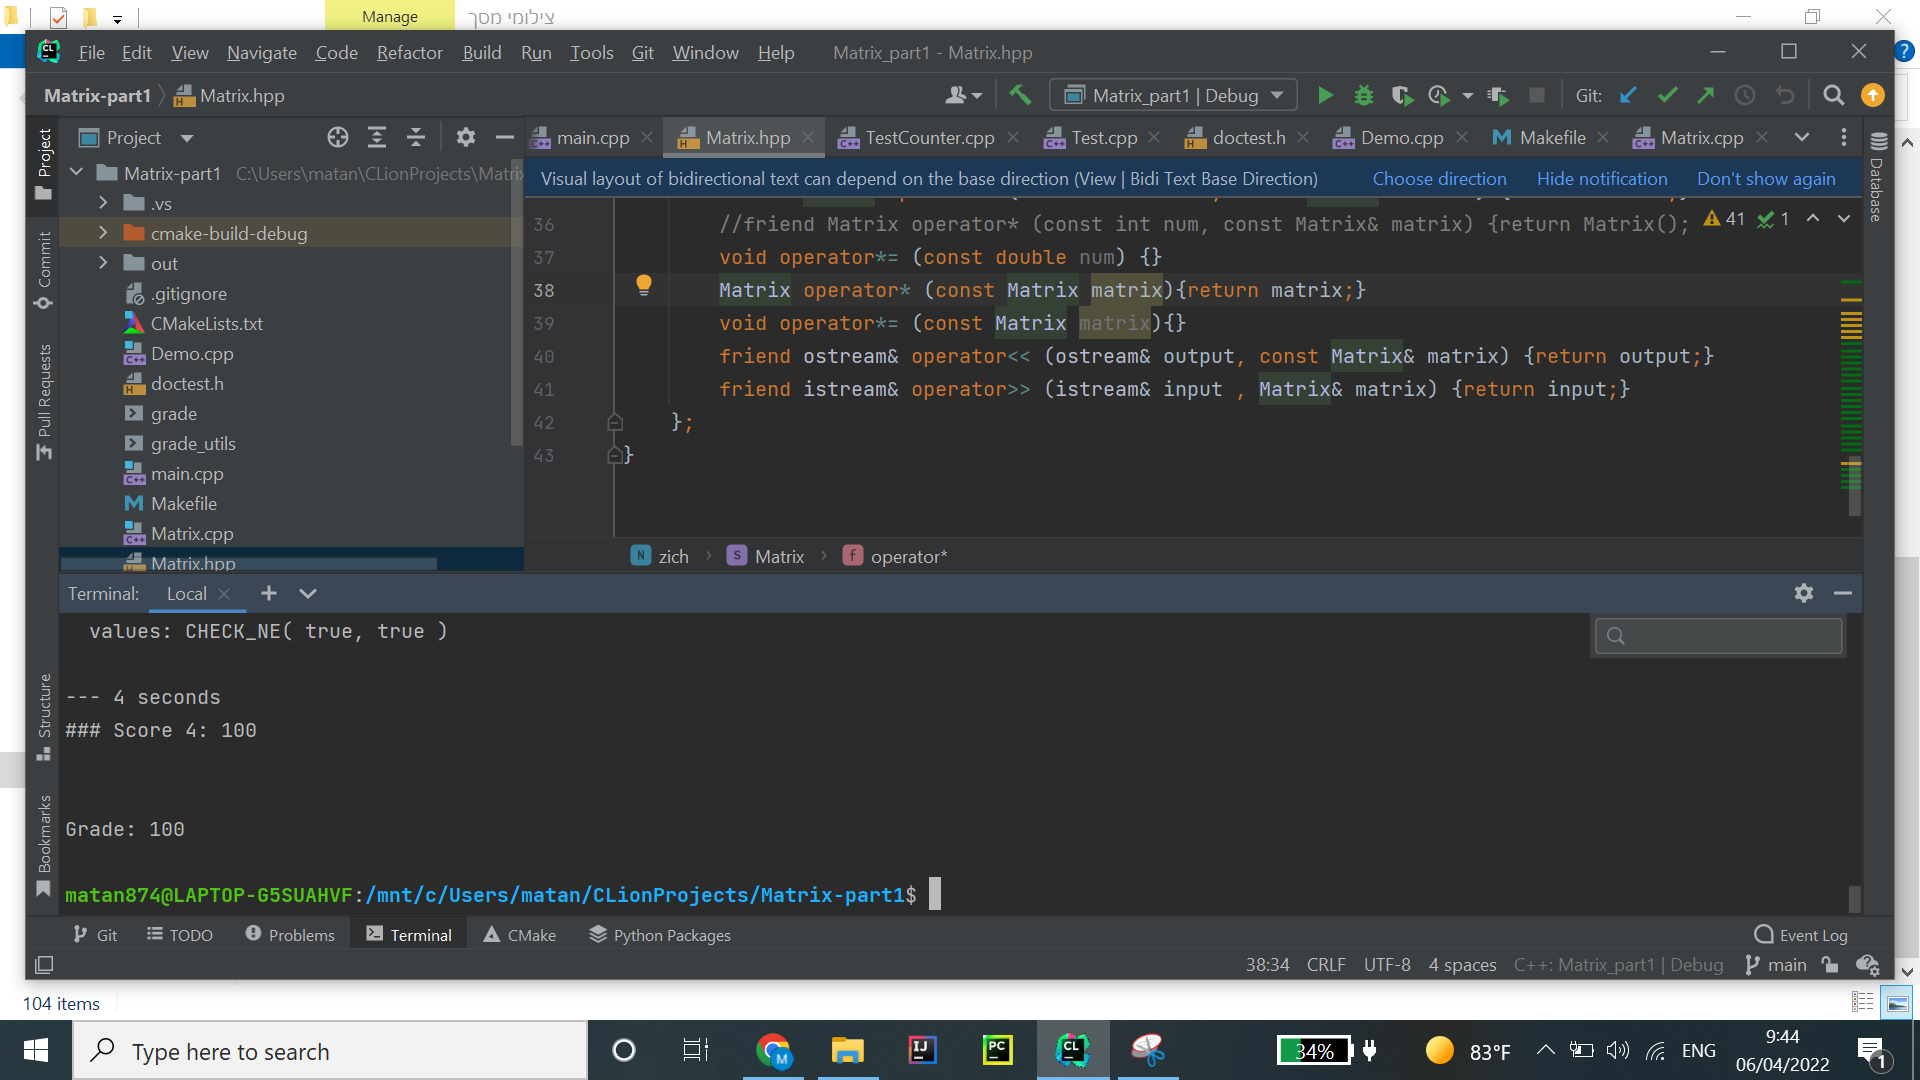 Manage
צילומי מסך
File Edit View Navigate Code Refactor Build Run Tools Git Window Help Matrix_part1 - Matrix.hpp
Matrix-part1 Matrix.hpp Matrix_part1 | Debug Git:
Project
main.cpp Matrix.hpp TestCounter.cpp Test.cpp doctest.h Demo.cpp Makefile Matrix.cpp
Visual layout of bidirectional text can depend on the base direction (View | Bidi Text Base Direction) Choose direction Hide notification Don't show again
Project
Commit
Pull Requests
Structure
Bookmarks
Database
Matrix-part1 C:\Users\matan\CLionProjects\Matrix
.vs
cmake-build-debug
out
.gitignore
CMakeLists.txt
Demo.cpp
doctest.h
grade
grade_utils
main.cpp
Makefile
Matrix.cpp
Matrix.hpp
36 //friend Matrix operator* (const int num, const Matrix& matrix) {return Matrix();
41 1
37 void operator*= (const double num) {}
38 Matrix operator* (const Matrix matrix){return matrix;}
39 void operator*= (const Matrix matrix){}
40 friend ostream& operator<< (ostream& output, const Matrix& matrix) {return output;}
41 friend istream& operator>> (istream& input , Matrix& matrix) {return input;}
42 };
43 }
N zich S Matrix f operator*
Terminal: Local
values: CHECK_NE( true, true )
--- 4 seconds
### Score 4: 100
Grade: 100
matan874@LAPTOP-G5SUAHVF:/mnt/c/Users/matan/CLionProjects/Matrix-part1$
Git TODO Problems Terminal CMake Python Packages Event Log
38:34 CRLF UTF-8 4 spaces C++: Matrix_part1 | Debug main
104 items
Type here to search
34% 83°F ENG 9:44
06/04/2022
1